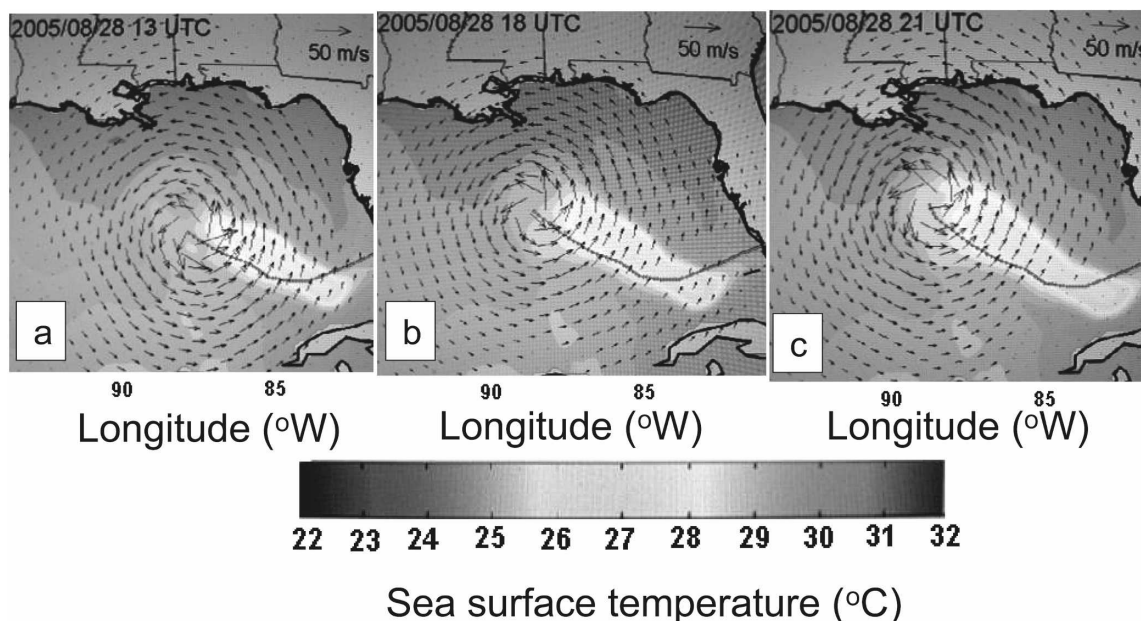 2005/08/28 13 UTC
50 m/s
a
2005/08/28 18 UTC
50 m/s
b
2005/08/28 21 UTC
50 m/s
c
90 85
Longitude (°W)
90 85
Longitude (°W)
90 85
Longitude (°W)
22 23 24 25 26 27 28 29 30 31 32
Sea surface temperature (°C)